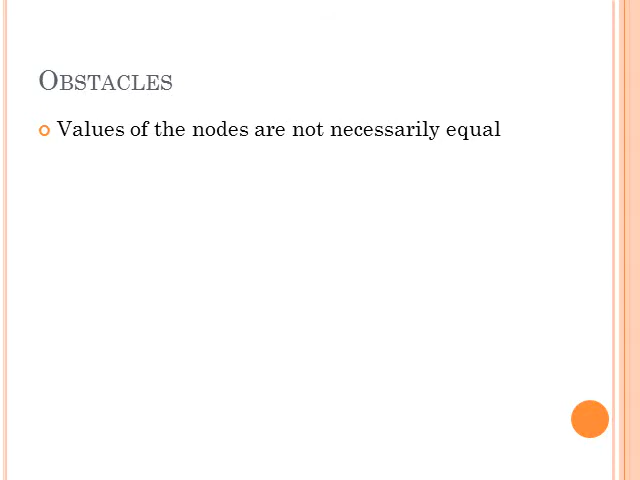 OBSTACLES
Values of the nodes are not necessarily equal